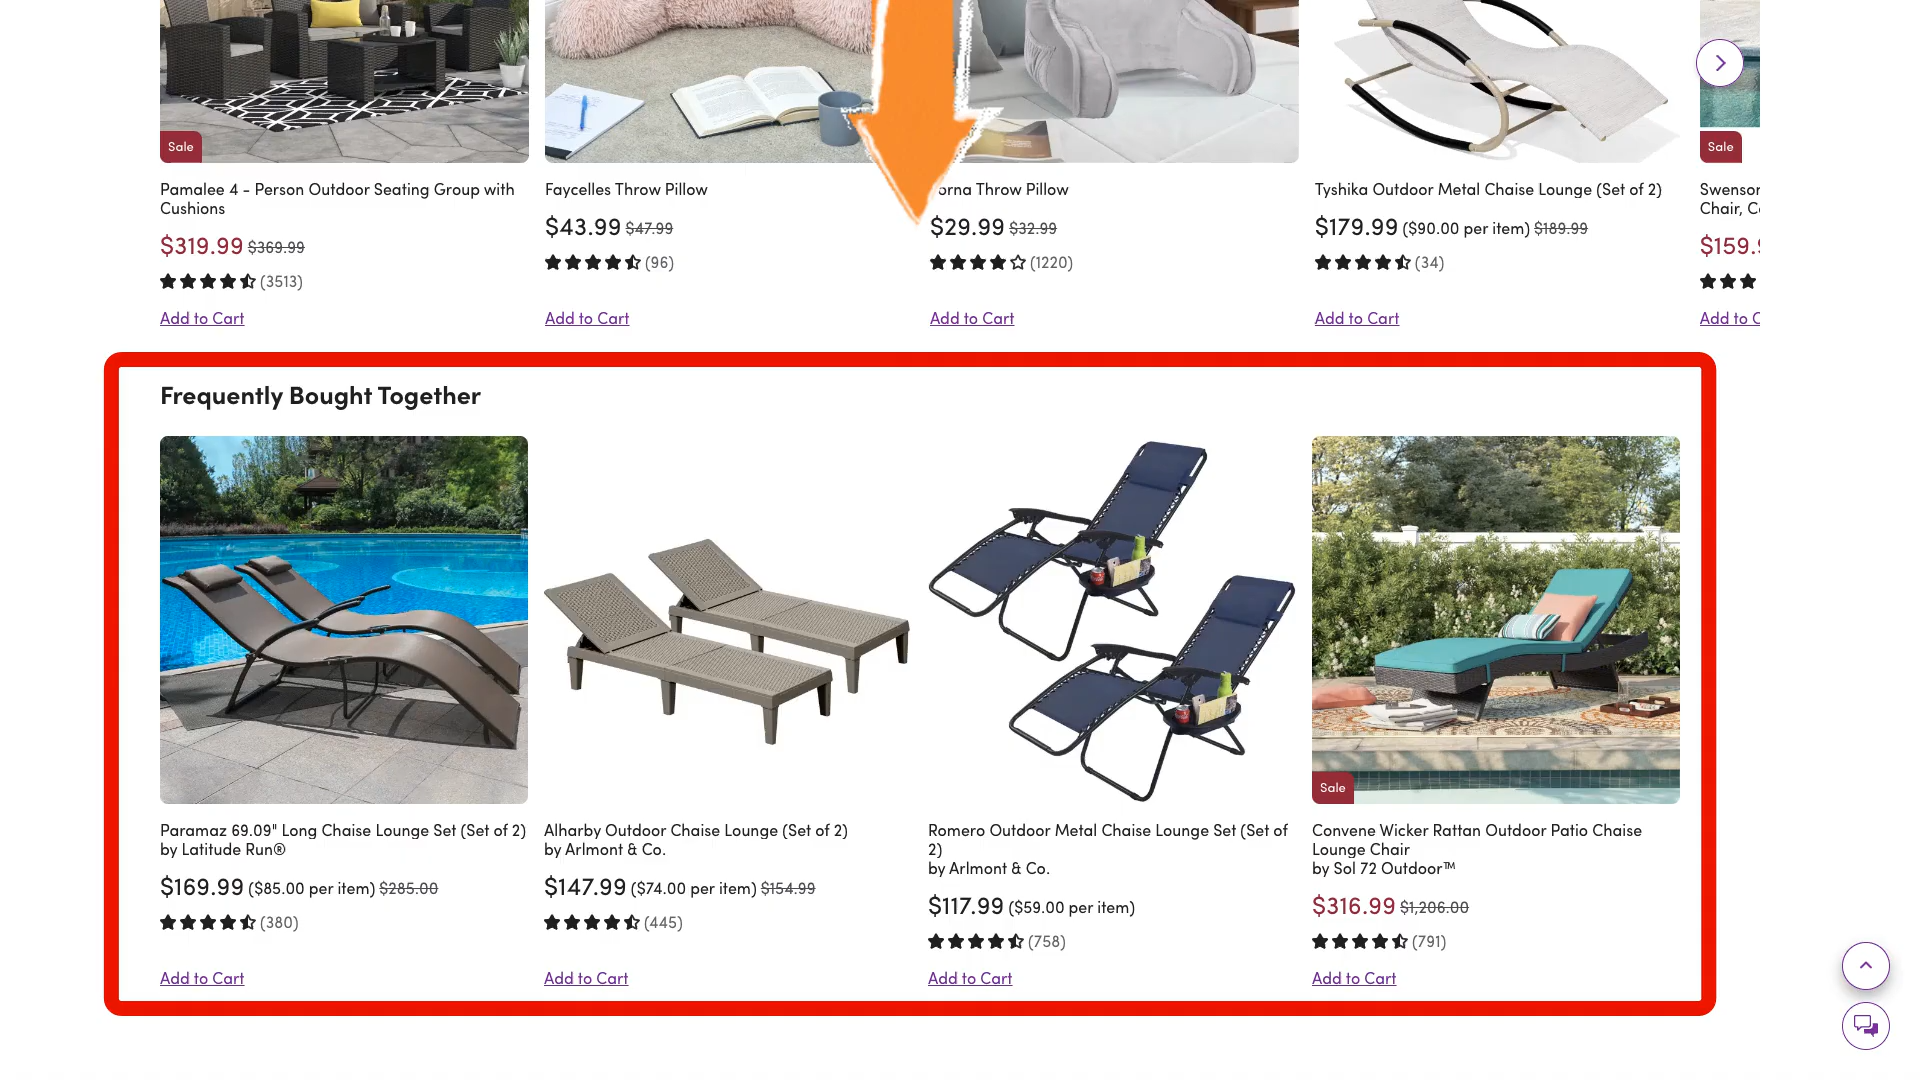 Sale
Sale
Pamalee 4 - Person Outdoor Seating Group with
Cushions
$319.99 $369.99
(3513)
Add to Cart
Faycelles Throw Pillow
$43.99 $47.99
(96)
Add to Cart
Throw Pillow
$29.99 $32.99
(1220)
Add to Cart
Tyshika Outdoor Metal Chaise Lounge (Set of 2)
$179.99 ($90.00 per item) $189.99
(34)
Add to Cart
Chair,
Add to
Frequently Bought Together
Sale
Paramaz 69.09" Long Chaise Lounge Set (Set of 2)
by Latitude Run®
$169.99 ($85.00 per item) $285.00
(380)
Add to Cart
Alharby Outdoor Chaise Lounge (Set of 2)
by Arlmont & Co.
$147.99 ($74.00 per item) $154.99
(445)
Add to Cart
Romero Outdoor Metal Chaise Lounge Set (Set of
2)
by Arlmont & Co.
$117.99 ($59.00 per item)
(758)
Add to Cart
Convene Wicker Rattan Outdoor Patio Chaise
Lounge Chair
by Sol 72 Outdoor™
$316.99 $1,206.00
(791)
Add to Cart